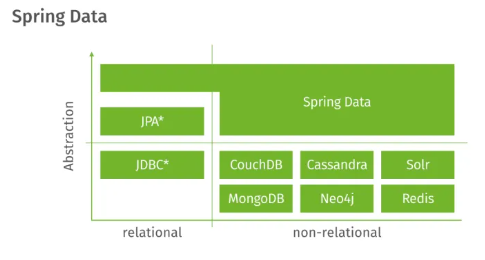 Spring Data
Abstraction
Spring Data
JPA*
JDBC*
CouchDB
Cassandra
Solr
MongoDB
Neo4j
Redis
relational
non-relational